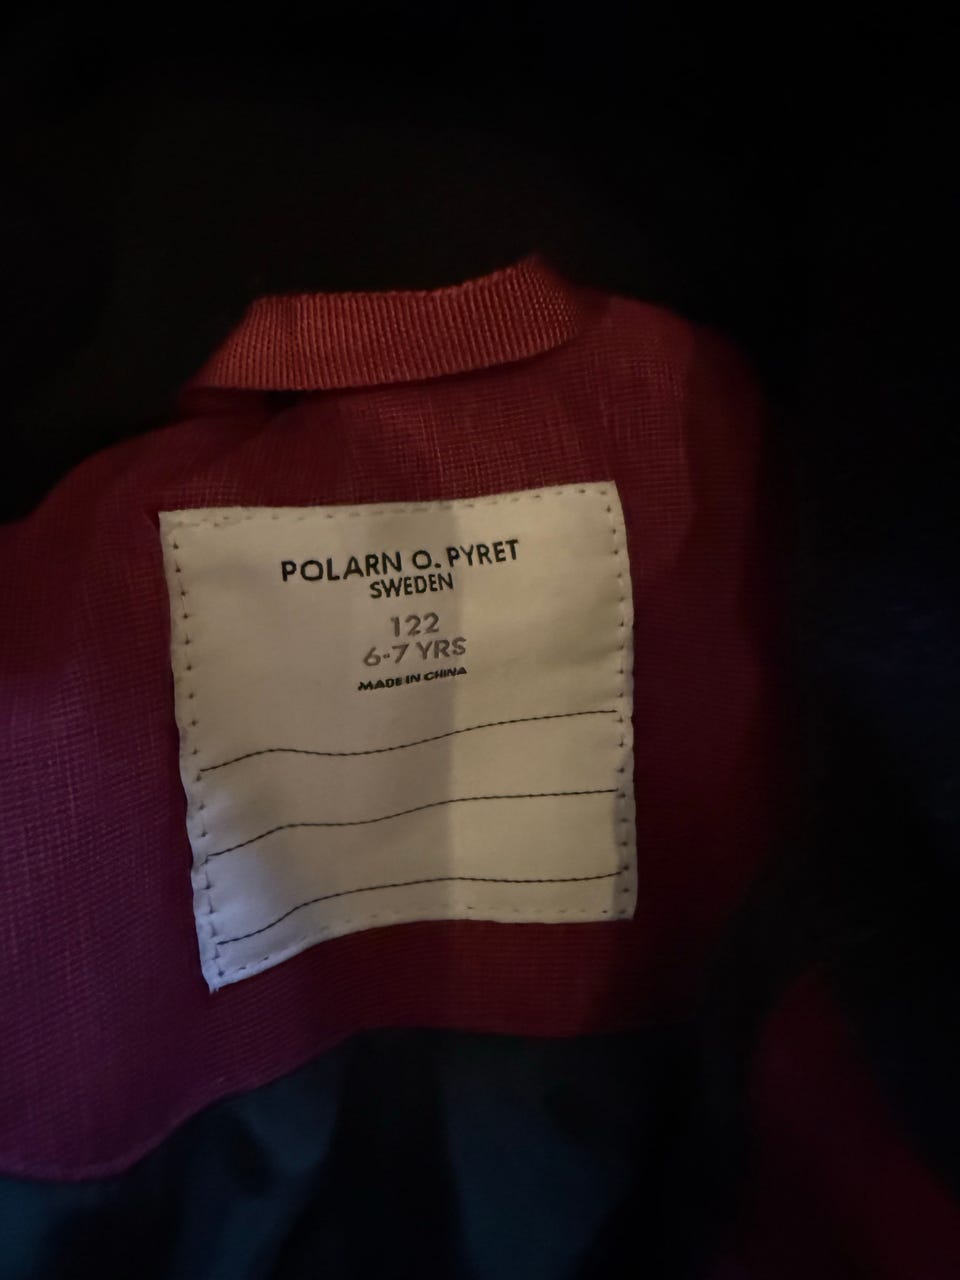 POLARN O. PYRET
SWEDEN
122
6-7 YRS
MADE IN CHINA